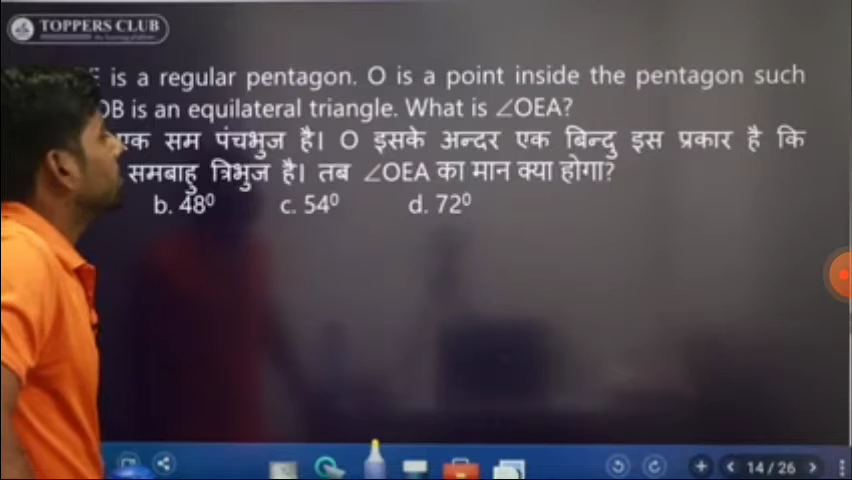 TOPPERS CLUB
is a regular pentagon. O is a point inside the pentagon such
OB is an equilateral triangle. What is ∠OEA?
एक सम पंचभुज है। O इसके अन्दर एक बिन्दु इस प्रकार है कि
समबाहु त्रिभुज है। तब ∠OEA का मान क्या होगा?
b. 48⁰ c. 54⁰ d. 72⁰
14 / 26